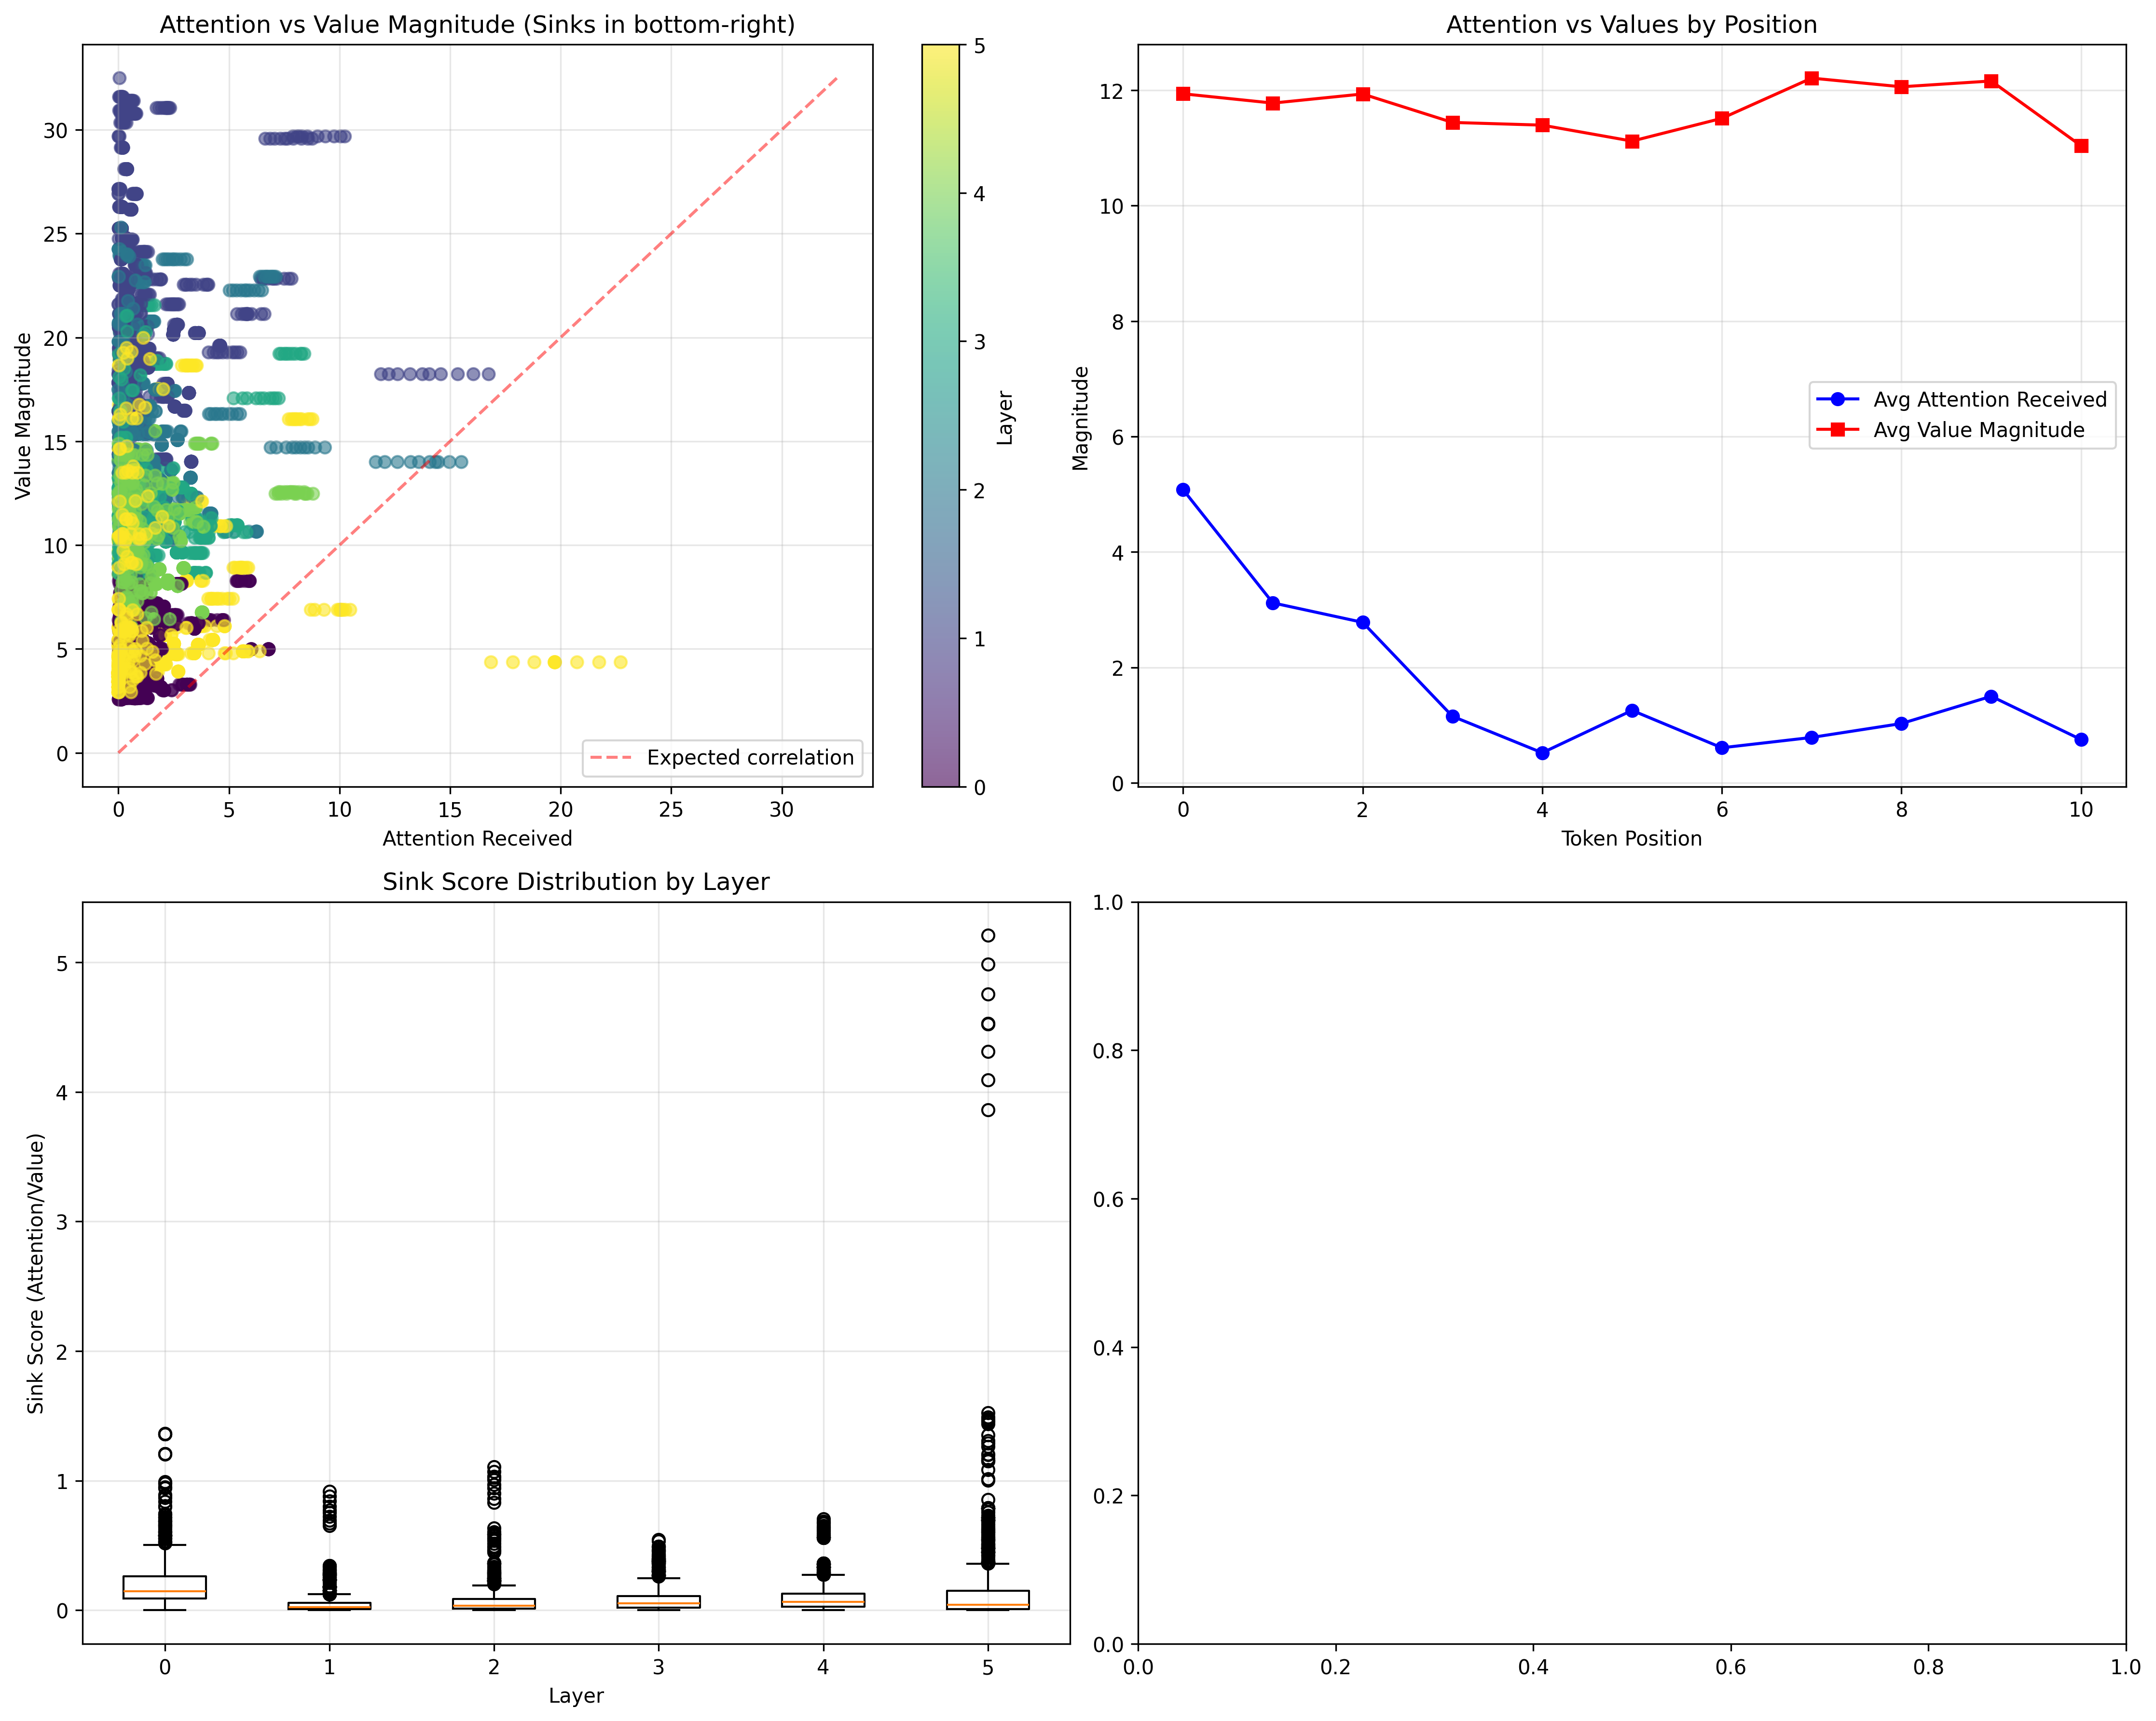 Attention vs Value Magnitude (Sinks in bottom-right)
Value Magnitude
30
25
20
15
10
5
0
0 5 10 15 20 25 30
Attention Received
Expected correlation
5
4
3
2
1
0
Layer
Attention vs Values by Position
Magnitude
12
10
8
6
4
2
0
0 2 4 6 8 10
Token Position
Avg Attention Received
Avg Value Magnitude
Sink Score Distribution by Layer
Sink Score (Attention/Value)
5
4
3
2
1
0
0 1 2 3 4 5
Layer
1.0
0.8
0.6
0.4
0.2
0.0
0.0 0.2 0.4 0.6 0.8 1.0